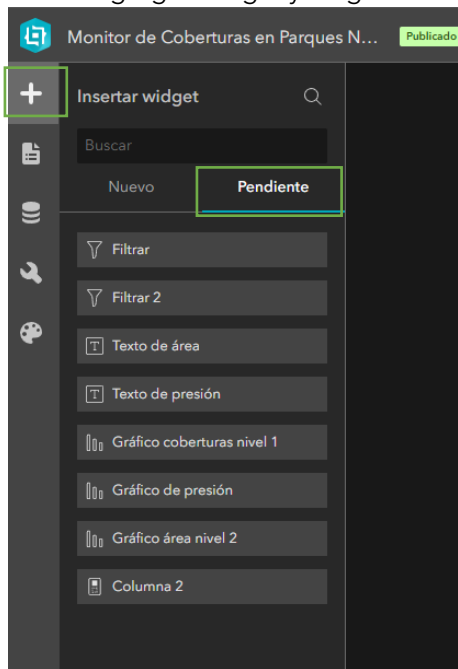 Monitor de Coberturas en Parques N...
Publicado
Insertar widget
Buscar
Nuevo
Pendiente
Filtrar
Filtrar 2
Texto de área
Texto de presión
Gráfico coberturas nivel 1
Gráfico de presión
Gráfico área nivel 2
Columna 2